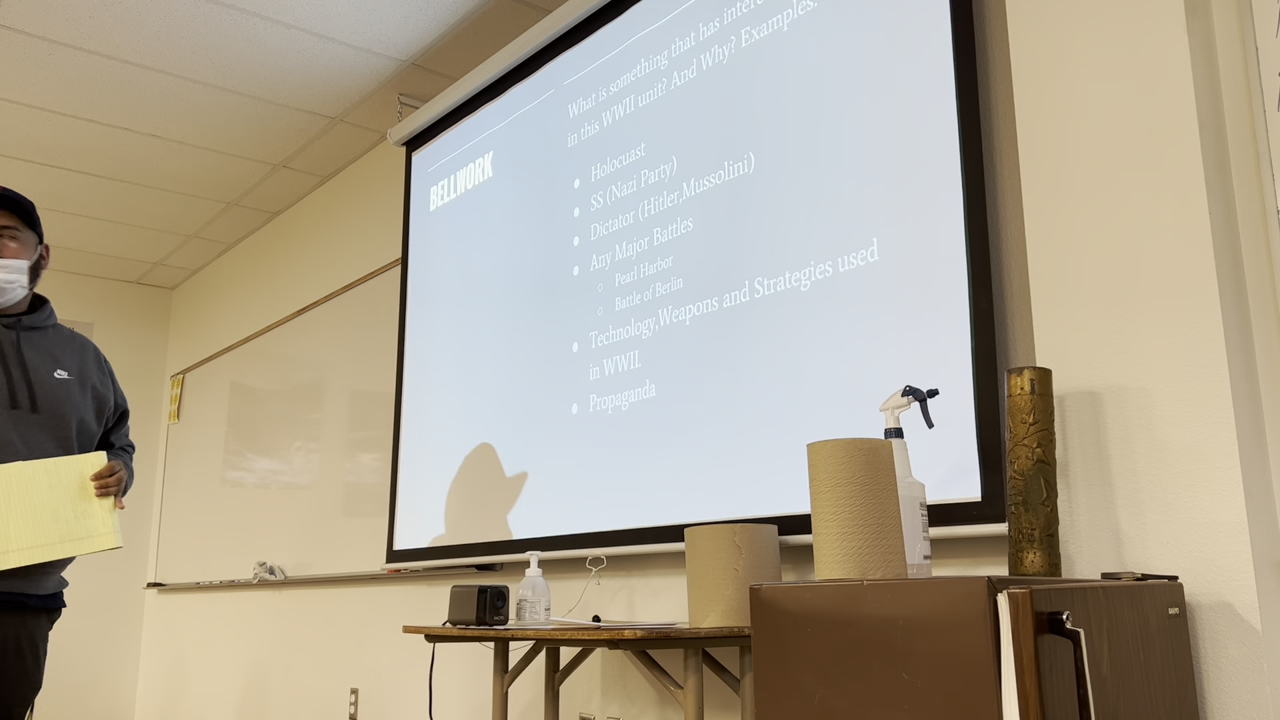 BELLWORK
What is something that has
in this WWII unit? And Why? Examples.
Holocuast
SS (Nazi Party)
Dictator (Hitler,Mussolini)
Any Major Battles
Pearl Harbor
Battle of Berlin
Technology,Weapons and Strategies used
in WWII.
Propaganda
SANYO